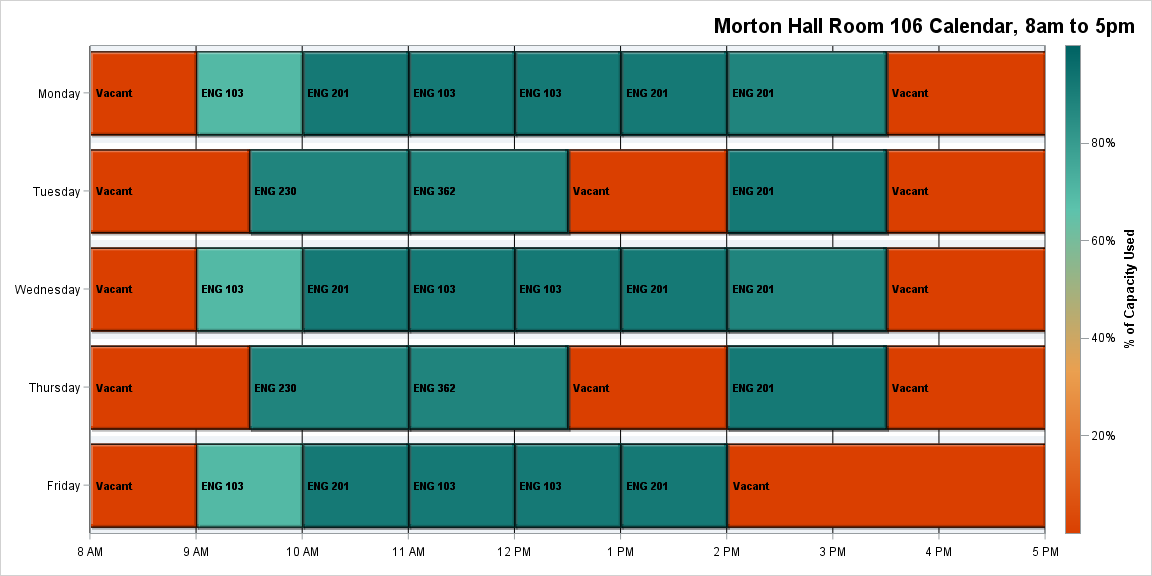 Morton Hall Room 106 Calendar, 8am to 5pm
Monday
Vacant ENG 103 ENG 201 ENG 103 ENG 103 ENG 201 ENG 201 Vacant
Tuesday
Vacant ENG 230 ENG 362 Vacant ENG 201 Vacant
Wednesday
Vacant ENG 103 ENG 201 ENG 103 ENG 103 ENG 201 ENG 201 Vacant
Thursday
Vacant ENG 230 ENG 362 Vacant ENG 201 Vacant
Friday
Vacant ENG 103 ENG 201 ENG 103 ENG 103 ENG 201 Vacant
8 AM 9 AM 10 AM 11 AM 12 PM 1 PM 2 PM 3 PM 4 PM 5 PM
80%
60%
40%
20%
% of Capacity Used